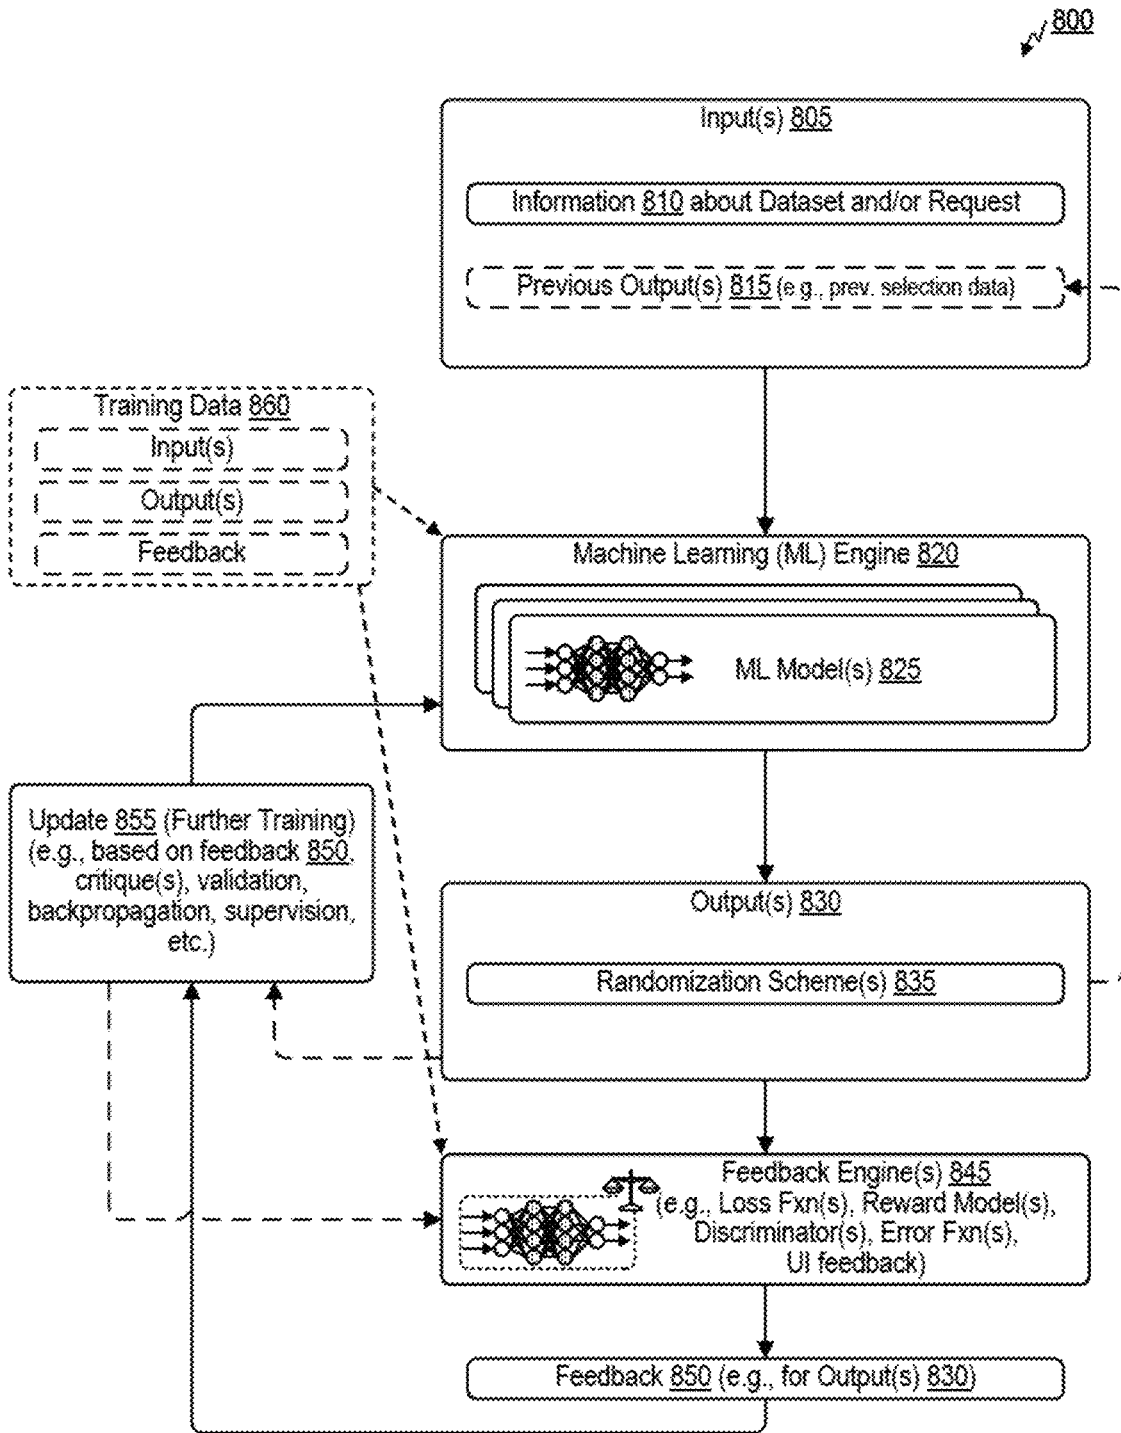 800
Input(s) 805
Information 810 about Dataset and/or Request
Previous Output(s) 815 (e.g., prev. selection data)
Training Data 860
Input(s)
Output(s)
Feedback
Machine Learning (ML) Engine 820
ML Model(s) 825
Update 855 (Further Training)
(e.g., based on feedback 850,
critique(s), validation,
backpropagation, supervision,
etc.)
Output(s) 830
Randomization Scheme(s) 835
Feedback Engine(s) 845
(e.g., Loss Fxn(s), Reward Model(s),
Discriminator(s), Error Fxn(s),
UI feedback)
Feedback 850 (e.g., for Output(s) 830)